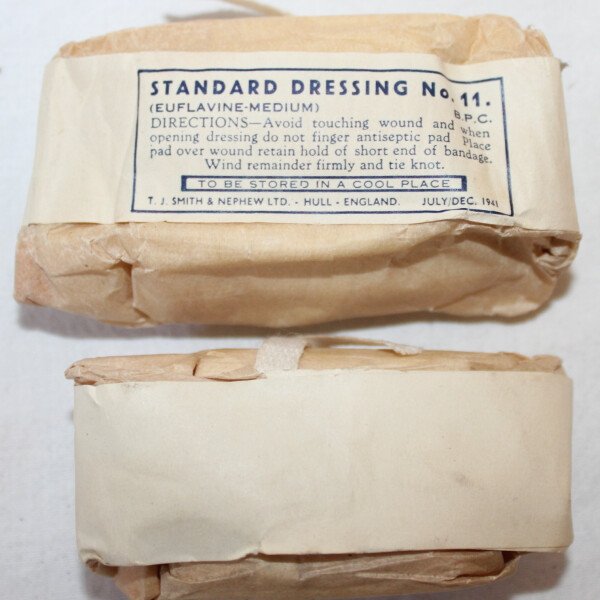 STANDARD DRESSING No. 11.
(EUFLAVINE-MEDIUM) B.P.C.
DIRECTIONS—Avoid touching wound and when
opening dressing do not finger antiseptic pad Place
pad over wound retain hold of short end of bandage.
Wind remainder firmly and tie knot.
TO BE STORED IN A COOL PLACE
T. J. SMITH & NEPHEW LTD. - HULL - ENGLAND. JULY/DEC. 1941